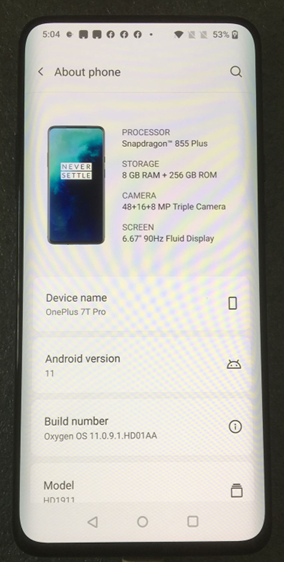 5:04
53%
About phone
NEVER
SETTLE
PROCESSOR
Snapdragon™ 855 Plus
STORAGE
8 GB RAM + 256 GB ROM
CAMERA
48+16+8 MP Triple Camera
SCREEN
6.67" 90Hz Fluid Display
Device name
OnePlus 7T Pro
Android version
11
Build number
Oxygen OS 11.0.9.1.HD01AA
Model
HD1911